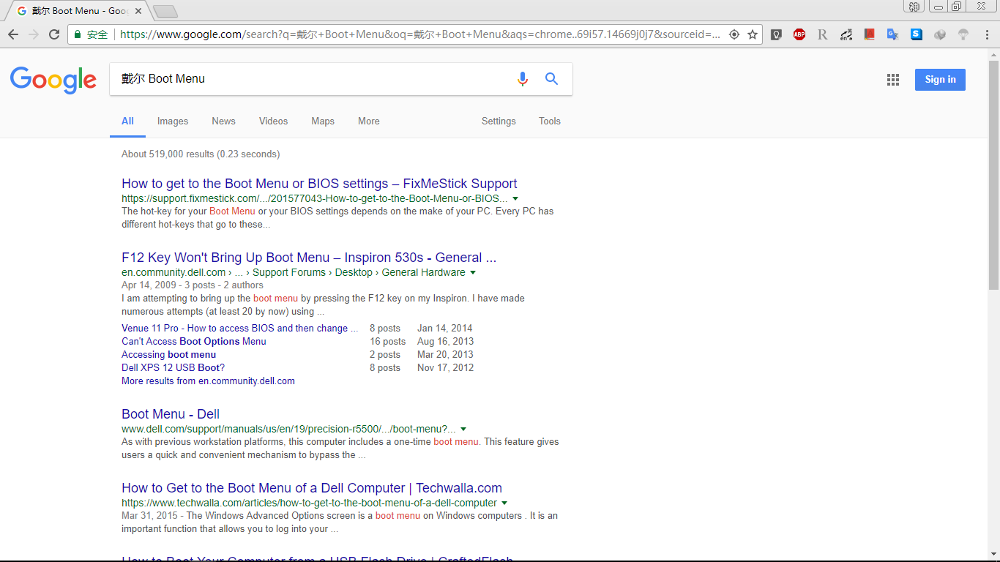 戴尔 Boot Menu - Goo
神
安全
https://www.google.com/search?q=戴尔+Boot+Menu&oq=戴尔+Boot+Menu&aqs=chrome..69i57.14669j0j7&sourceid=...
ABP
R
en
S
Google
戴尔 Boot Menu
Sign in
All Images News Videos Maps More Settings Tools
About 519,000 results (0.23 seconds)
How to get to the Boot Menu or BIOS settings – FixMeStick Support
https://support.fixmestick.com/.../201577043-How-to-get-to-the-Boot-Menu-or-BIOS...
The hot-key for your Boot Menu or your BIOS settings depends on the make of your PC. Every PC has
different hot-keys that go to these...
F12 Key Won't Bring Up Boot Menu – Inspiron 530s - General ...
en.community.dell.com › ... › Support Forums › Desktop › General Hardware
Apr 14, 2009 - 3 posts - 2 authors
I am attempting to bring up the boot menu by pressing the F12 key on my Inspiron. I have made
numerous attempts (at least 20 by now) using ...
Venue 11 Pro - How to access BIOS and then change ... 8 posts Jan 14, 2014
Can't Access Boot Options Menu 16 posts Aug 16, 2013
Accessing boot menu 2 posts Mar 20, 2013
Dell XPS 12 USB Boot? 8 posts Nov 17, 2012
More results from en.community.dell.com
Boot Menu - Dell
www.dell.com/support/manuals/us/en/19/precision-r5500/.../boot-menu?...
As with previous workstation platforms, this computer includes a one-time boot menu. This feature gives
users a quick and convenient mechanism to bypass the ...
How to Get to the Boot Menu of a Dell Computer | Techwalla.com
https://www.techwalla.com/articles/how-to-get-to-the-boot-menu-of-a-dell-computer
Mar 31, 2015 - The Windows Advanced Options screen is a boot menu on Windows computers . It is an
important function that allows you to log into your ...
How to Boot Your Computer from a USB Flash Drive | CraftedFlash